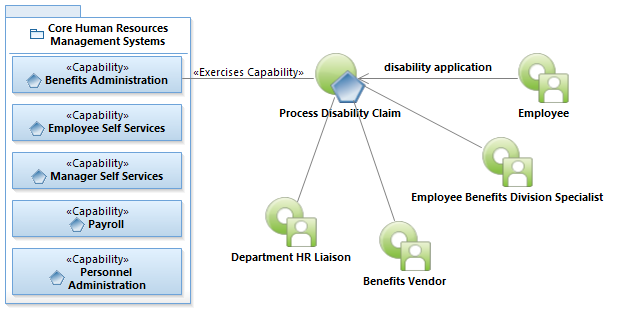 Core Human Resources
Management Systems
«Capability»
Benefits Administration
«Capability»
Employee Self Services
«Capability»
Manager Self Services
«Capability»
Payroll
«Capability»
Personnel
Administration
«Exercises Capability»
Process Disability Claim
disability application
Employee
Employee Benefits Division Specialist
Department HR Liaison
Benefits Vendor